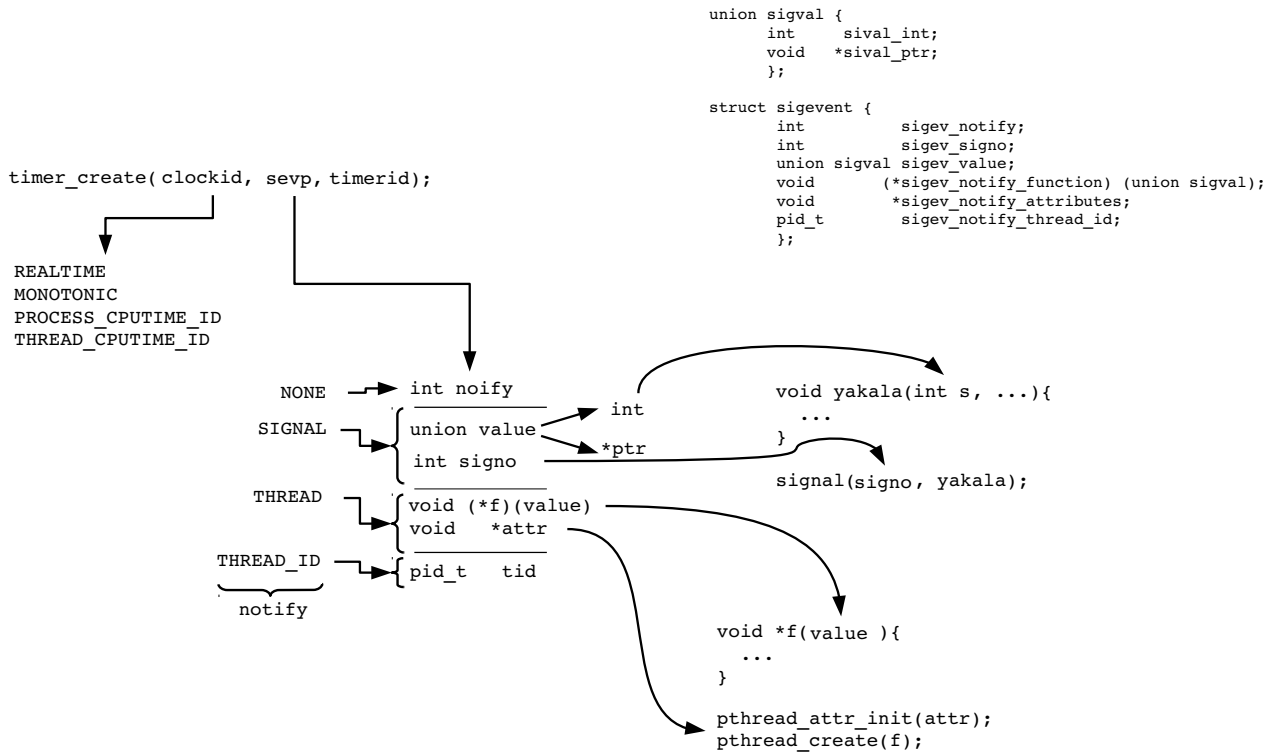 union sigval {
int sival_int;
void *sival_ptr;
};
struct sigevent {
int sigev_notify;
int sigev_signo;
union sigval sigev_value;
void (*sigev_notify_function) (union sigval);
void *sigev_notify_attributes;
pid_t sigev_notify_thread_id;
};
timer_create( clockid, sevp, timerid);
REALTIME
MONOTONIC
PROCESS_CPUTIME_ID
THREAD_CPUTIME_ID
NONE
int noify
SIGNAL
union value
int signo
int
*ptr
THREAD
void (*f)(value)
void *attr
THREAD_ID
pid_t tid
notify
void yakala(int s, ...){
...
}
signal(signo, yakala);
void *f(value ){
...
}
pthread_attr_init(attr);
pthread_create(f);